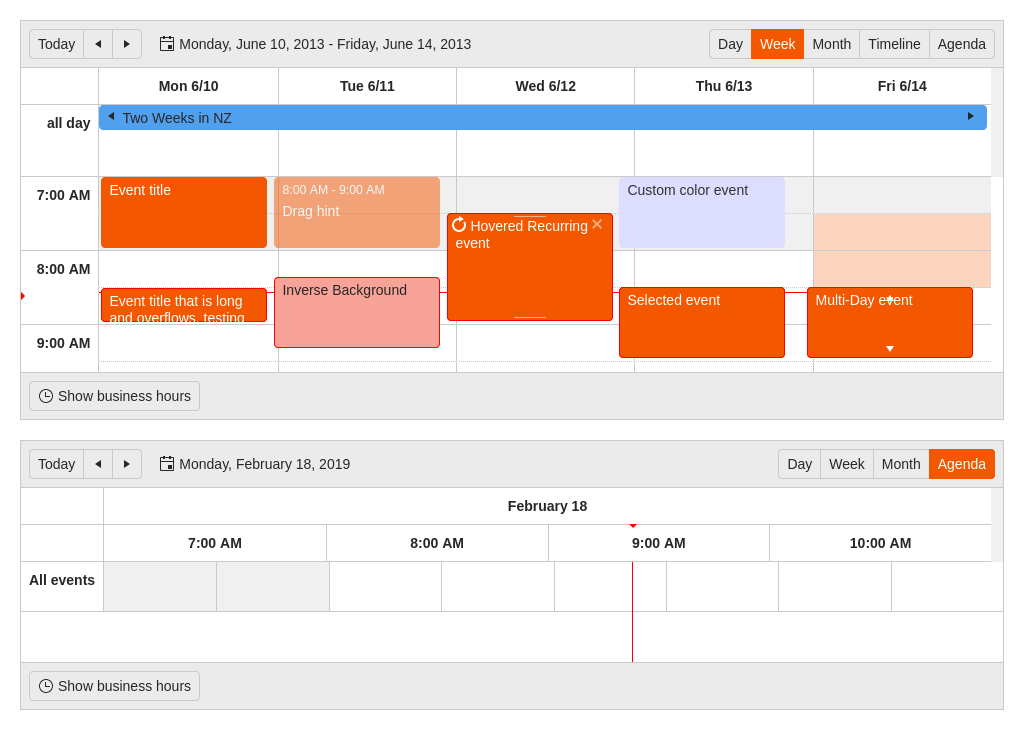 Today Monday, June 10, 2013 - Friday, June 14, 2013 Day Week Month Timeline Agenda
Mon 6/10 Tue 6/11 Wed 6/12 Thu 6/13 Fri 6/14
all day Two Weeks in NZ
7:00 AM Event title 8:00 AM - 9:00 AM Custom color event
Drag hint
Hovered Recurring
event
8:00 AM
Inverse Background
Event title that is long Selected event Multi-Day event
and overflows, testing
9:00 AM
Show business hours
Today Monday, February 18, 2019 Day Week Month Agenda
February 18
7:00 AM 8:00 AM 9:00 AM 10:00 AM
All events
Show business hours